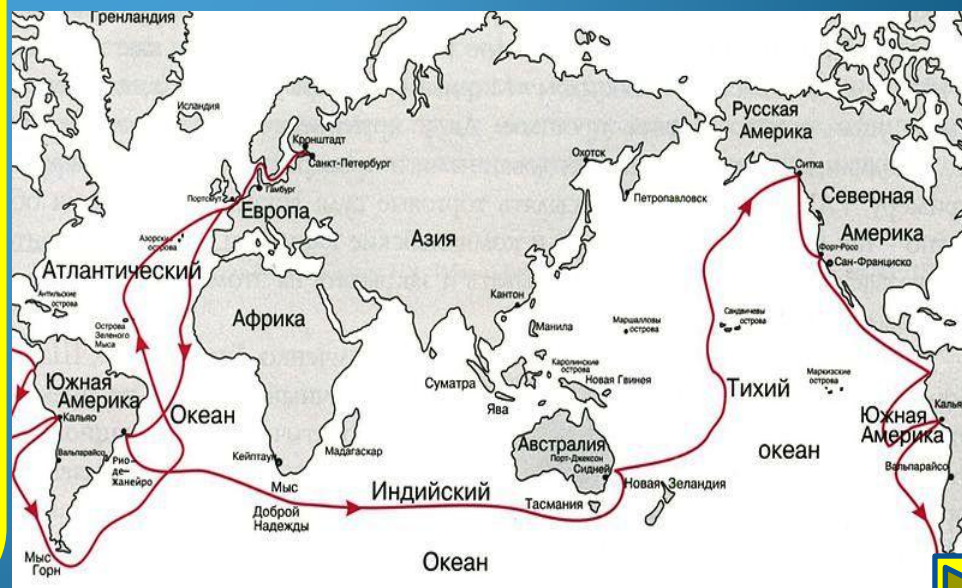 Гренландия
Исландия
Кронштадт
Санкт-Петербург
Гамбург
Портсмут
Европа
Азорские
острова
Атлантический
Антильские
острова
Острова
Зеленого
Мыса
Африка
Азия
Охотск
Петропавловск
Русская
Америка
Ситка
Северная
Америка
Форт-Росс
Сан-Франциско
Кантон
Манила
Маршалловы
острова
Сандвичевы
острова
Каролинские
острова
Новая Гвинея
Суматра
Ява
Маркизские
острова
Тихий
океан
Южная
Америка
Кальяо
Вальпарайсо
Рио-
де-
Жанейро
Океан
Кейптаун
Мадагаскар
Мыс
Доброй
Надежды
Индийский
Океан
Австралия
Порт-Джексон
Сидней
Тасмания
Новая Зеландия
Южная
Америка
Калья
Вальпарайсо
Мыс
Горн